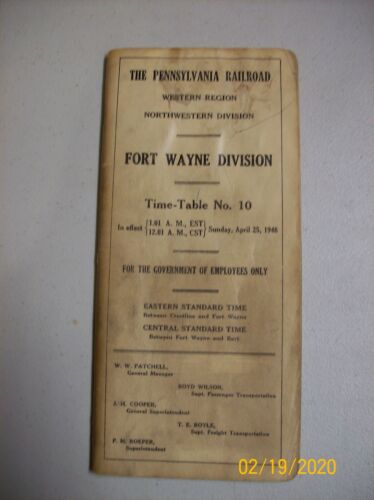 THE PENNSYLVANIA RAILROAD
WESTERN REGION
NORTHWESTERN DIVISION
FORT WAYNE DIVISION
Time-Table No. 10
In effect {1.01 A. M., EST
12.01 A. M., CST} Sunday, April 25, 1948
FOR THE GOVERNMENT OF EMPLOYEES ONLY
EASTERN STANDARD TIME
Between Crestline and Fort Wayne
CENTRAL STANDARD TIME
Between Fort Wayne and
W. W. PATCHELL,
General Manager
BOYD WILSON,
Supt. Passenger Transportation
J. H. COOPER,
General Superintendent
T. E. BOYLE,
Supt. Freight Transportation
P. M. ROEPER,
Superintendent
02/19/2020